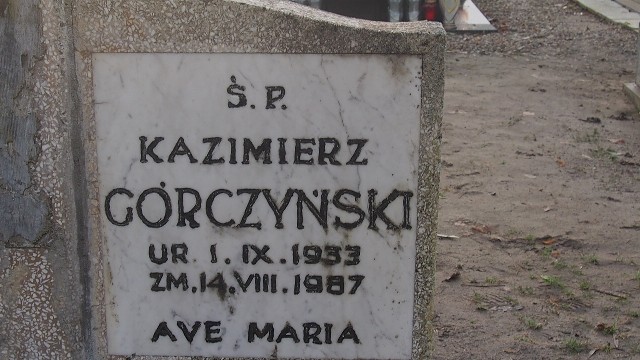 Ś.P.
KAZIMIERZ
GÓRCZYŃSKI
UR 1.IX.1933
ZM.14.VIII.1987
AVE MARIA